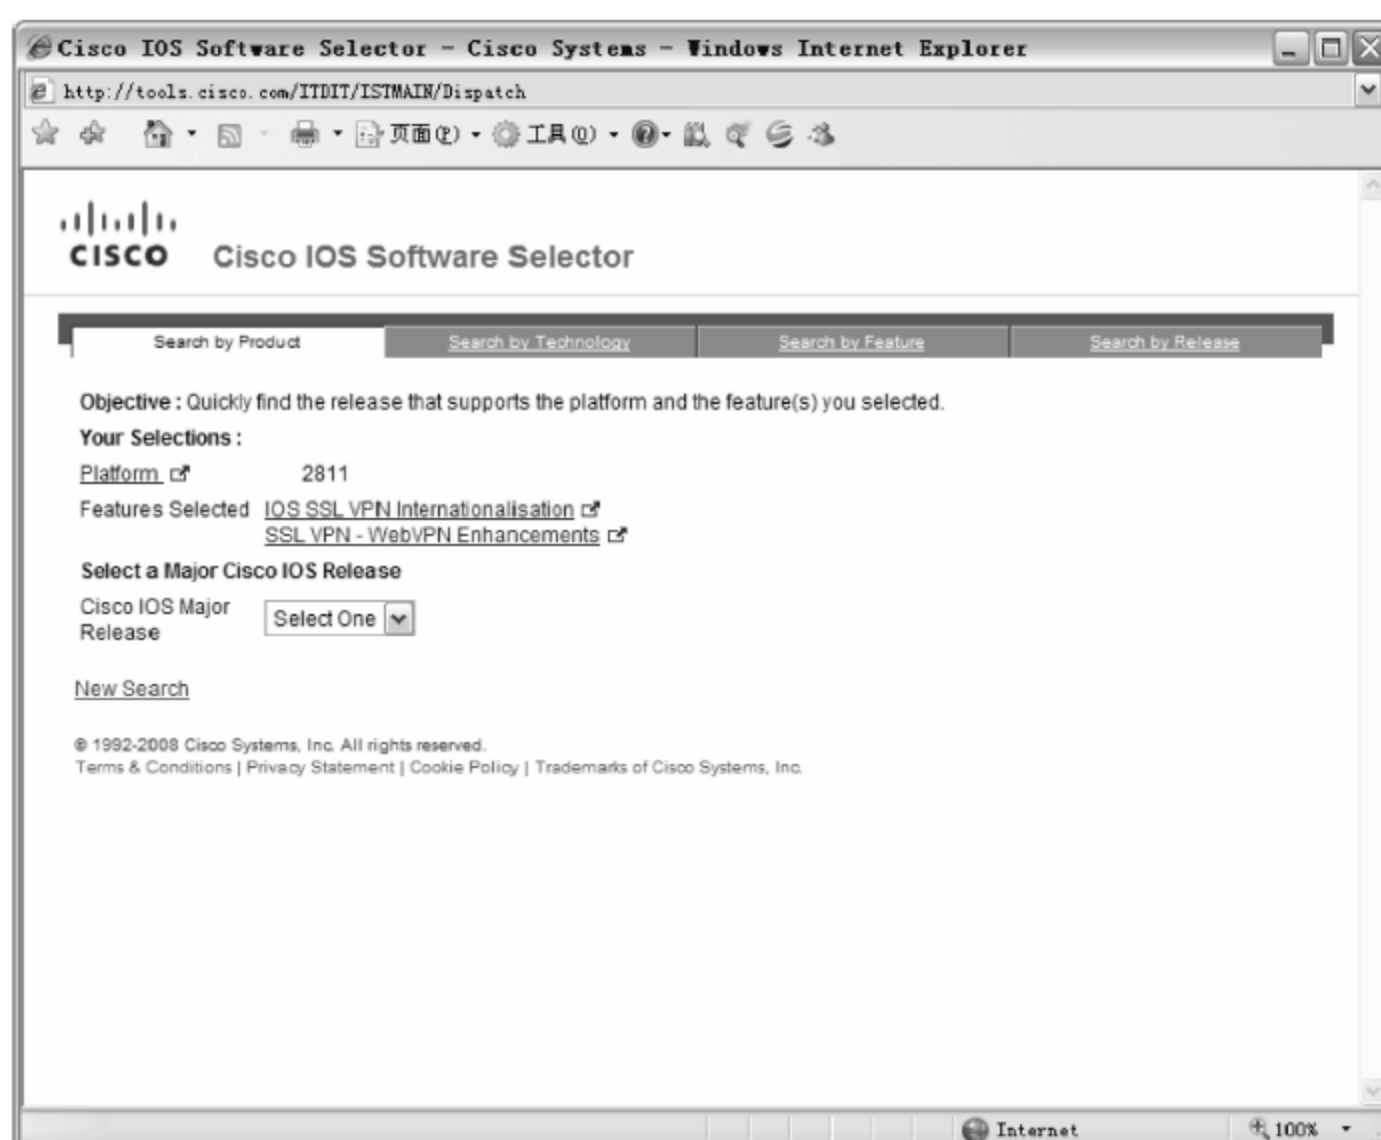 Cisco IOS Software Selector - Cisco Systems - Windows Internet Explorer
http://tools.cisco.com/ITDIT/ISTMAIN/Dispatch
页面(P) 工具(O)
CISCO Cisco IOS Software Selector
Search by Product Search by Technology Search by Feature Search by Release
Objective : Quickly find the release that supports the platform and the feature(s) you selected.
Your Selections :
Platform 2811
Features Selected IOS SSL VPN Internationalisation
SSL VPN - WebVPN Enhancements
Select a Major Cisco IOS Release
Cisco IOS Major
Release Select One
New Search
© 1992-2008 Cisco Systems, Inc. All rights reserved.
Terms & Conditions | Privacy Statement | Cookie Policy | Trademarks of Cisco Systems, Inc.
Internet 100%